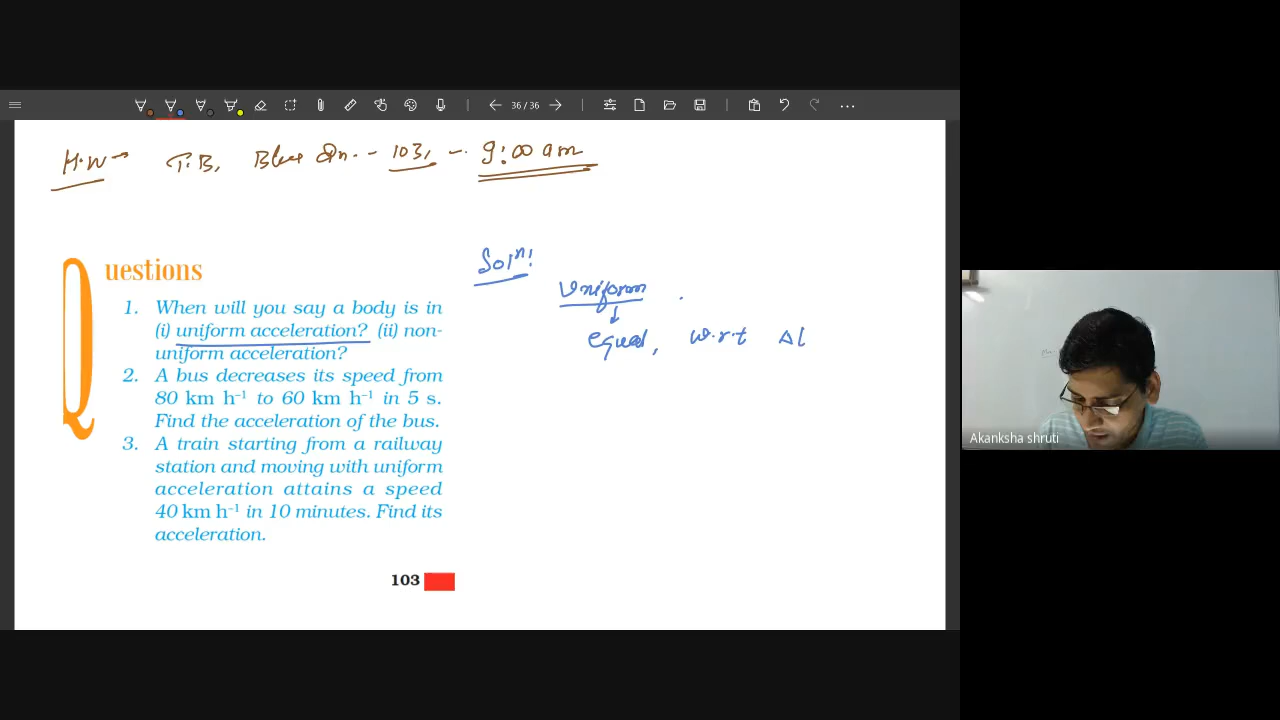 36/36
H.W → T.B, Blue Qn. - 103, - 9:00 am
Questions
1. When will you say a body is in
(i) uniform acceleration? (ii) non-
uniform acceleration?
2. A bus decreases its speed from
80 km h⁻¹ to 60 km h⁻¹ in 5 s.
Find the acceleration of the bus.
3. A train starting from a railway
station and moving with uniform
acceleration attains a speed
40 km h⁻¹ in 10 minutes. Find its
acceleration.
103
Solⁿ:
Uniform
equal, w.r.t Δ
Akanksha shruti